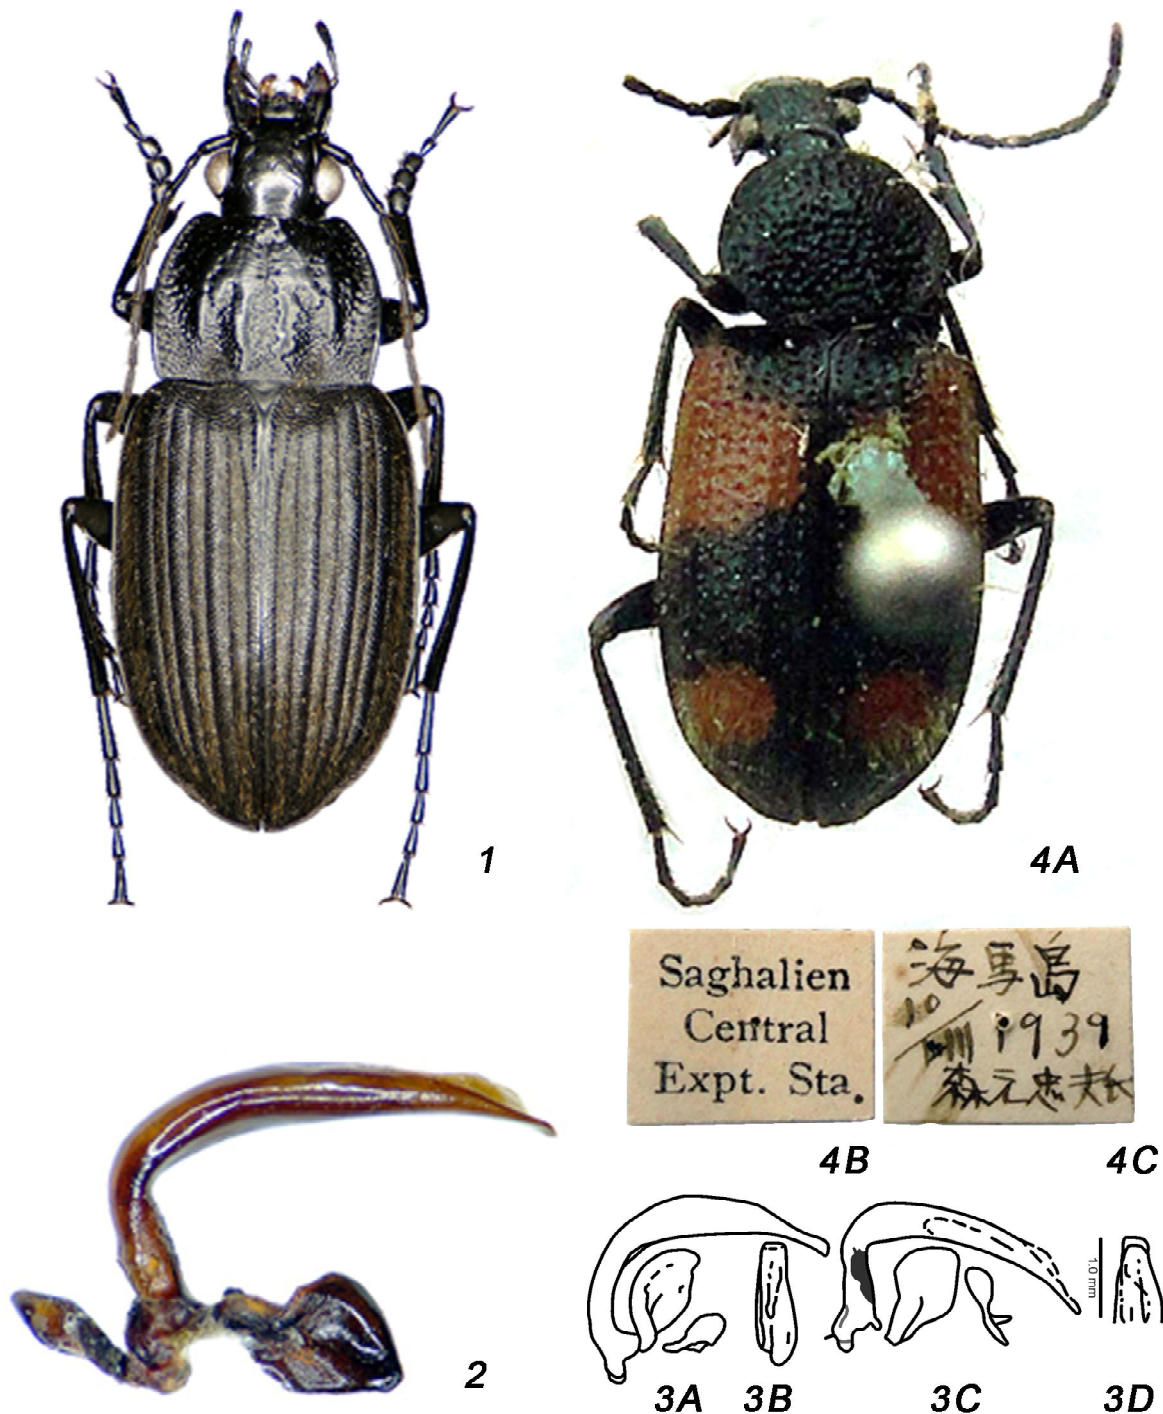 1
4A
Saghalien
Central
Expt. Sta.
海馬島
10
1939
4B
4C
2
1.0 mm
3A
3B
3C
3D